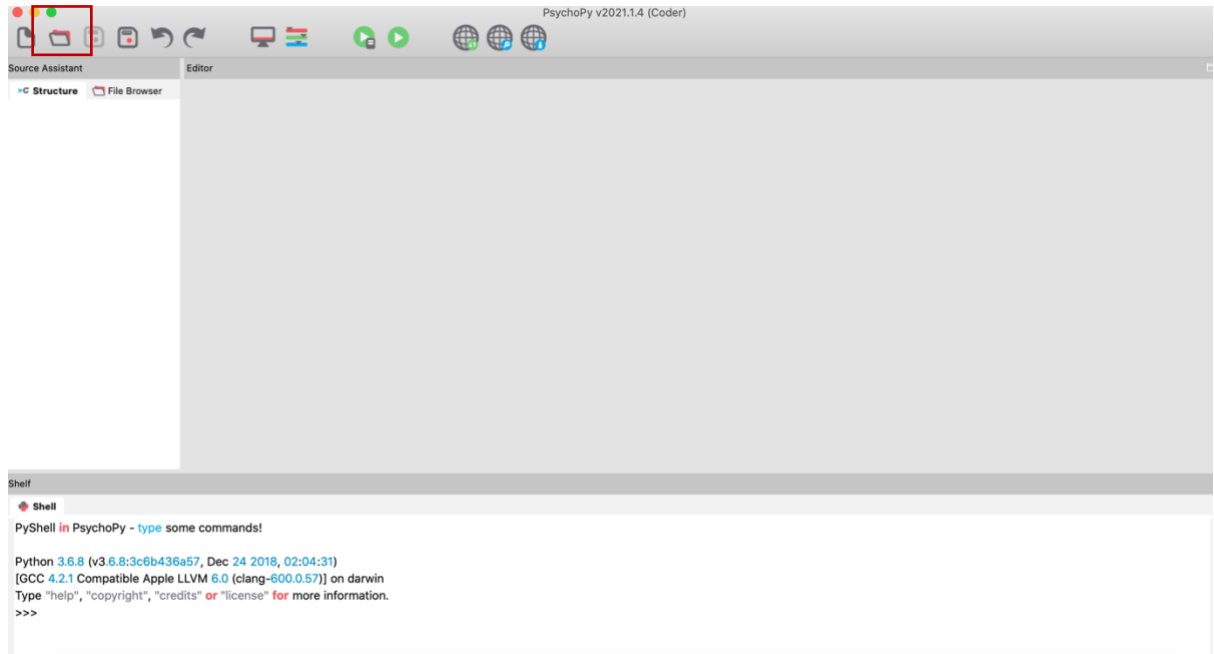 PsychoPy v2021.1.4 (Coder)
Source Assistant
Editor
Structure
File Browser
Shelf
Shell
PyShell in PsychoPy - type some commands!
Python 3.6.8 (v3.6.8:3c6b436a57, Dec 24 2018, 02:04:31)
[GCC 4.2.1 Compatible Apple LLVM 6.0 (clang-600.0.57)] on darwin
Type "help", "copyright", "credits" or "license" for more information.
>>>